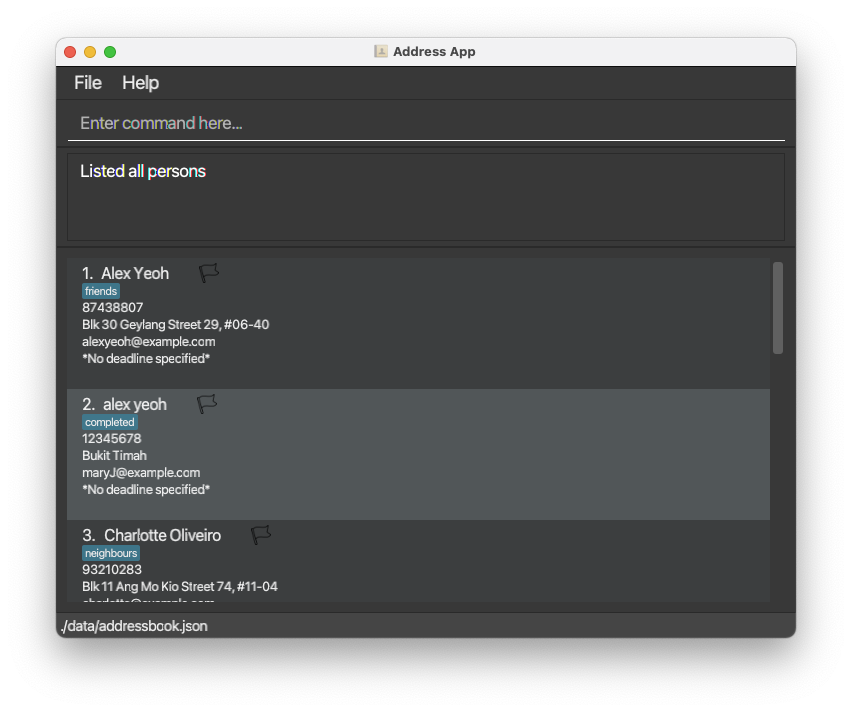 Address App
File Help
Enter command here...
Listed all persons
1. Alex Yeoh
friends
87438807
Blk 30 Geylang Street 29, #06-40
alexyeoh@example.com
*No deadline specified*
2. alex yeoh
completed
12345678
Bukit Timah
maryJ@example.com
*No deadline specified*
3. Charlotte Oliveiro
neighbours
93210283
Blk 11 Ang Mo Kio Street 74, #11-04
./data/addressbook.json